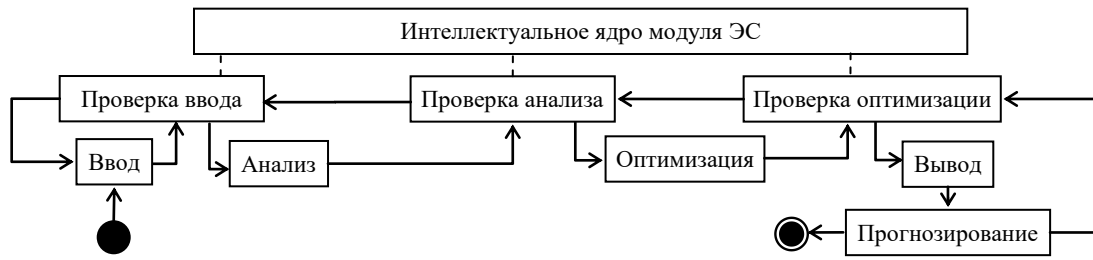 Интеллектуальное ядро модуля ЭС
Проверка ввода
Проверка анализа
Проверка оптимизации
Ввод
Анализ
Оптимизация
Вывод
Прогнозирование